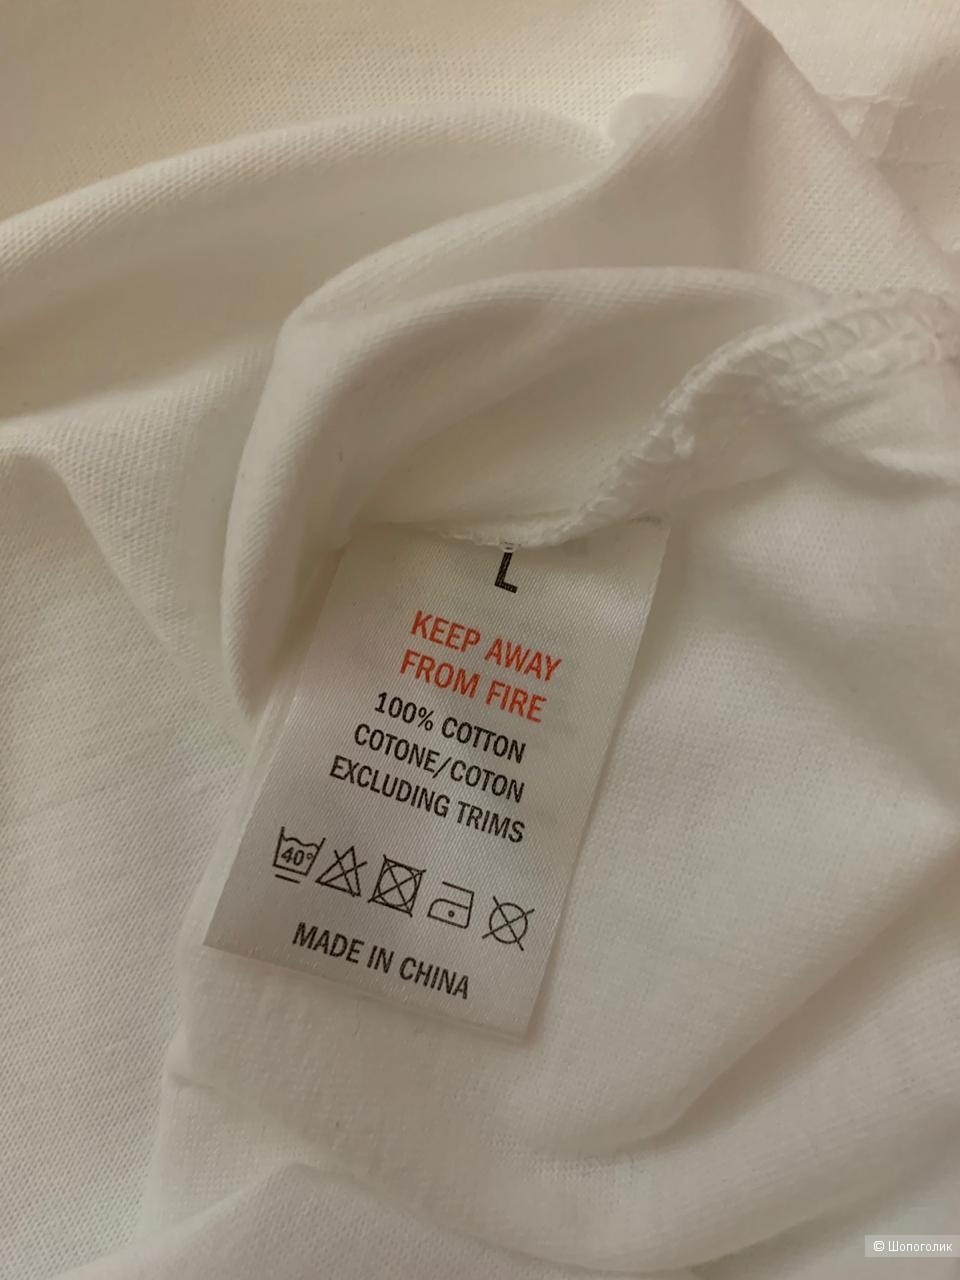 L
KEEP AWAY
FROM FIRE
100% COTTON
COTONE/COTON
EXCLUDING TRIMS
40°
MADE IN CHINA
© Шопоголик